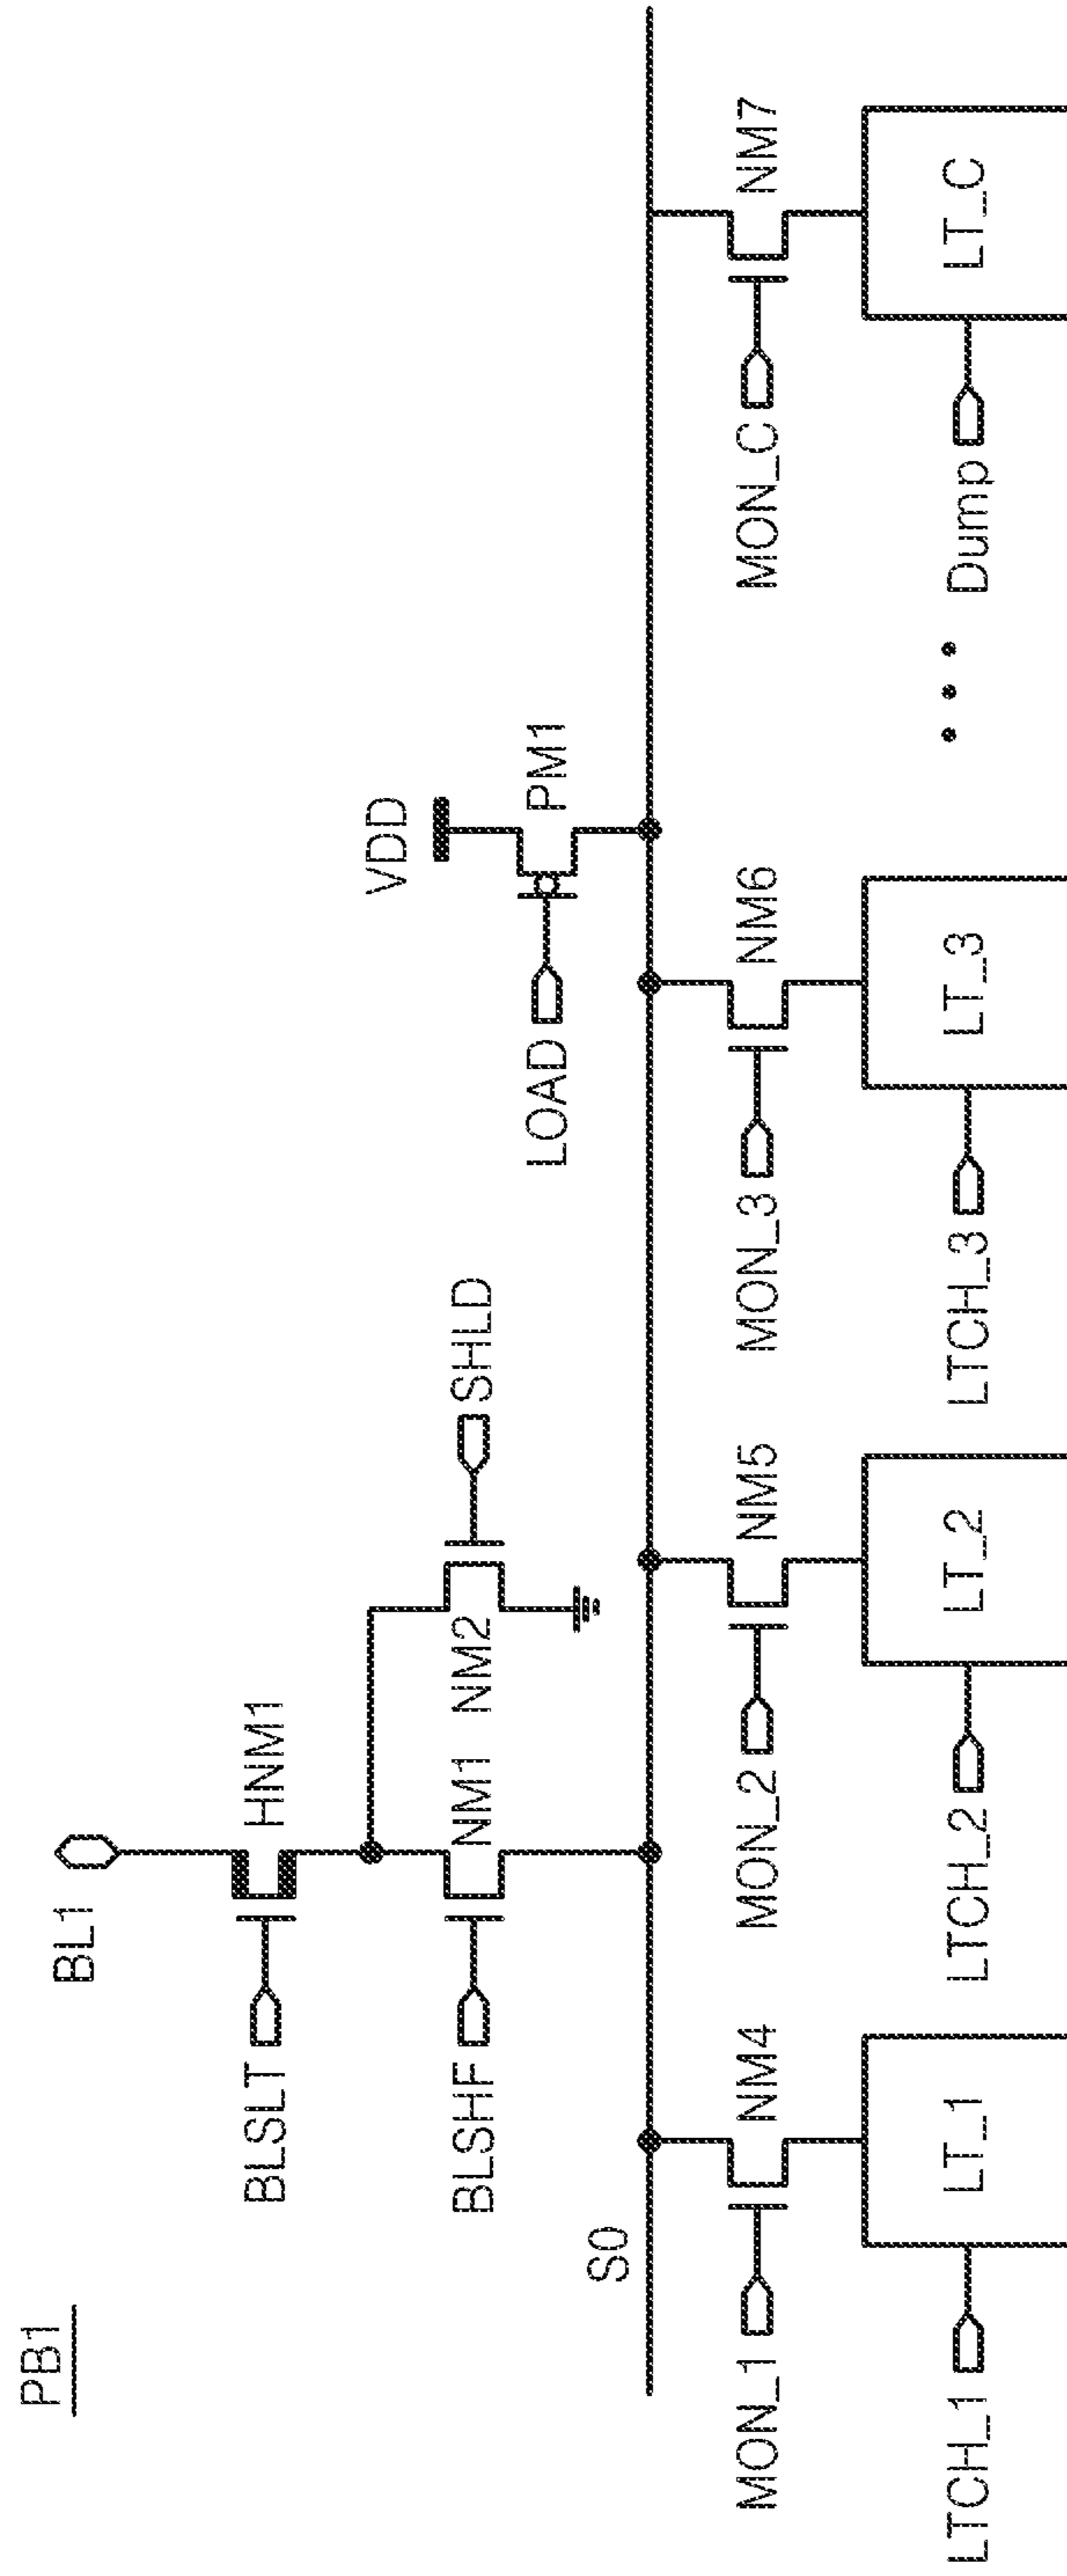 PB1
BL1
BLSLT
HNM1
BLSHF
NM1
NM2
SHLD
VDD
LOAD
PM1
S0
MON_1
NM4
MON_2
NM5
MON_3
NM6
MON_C
NM7
LTCH_1
LT_1
LTCH_2
LT_2
LTCH_3
LT_3
Dump
LT_C